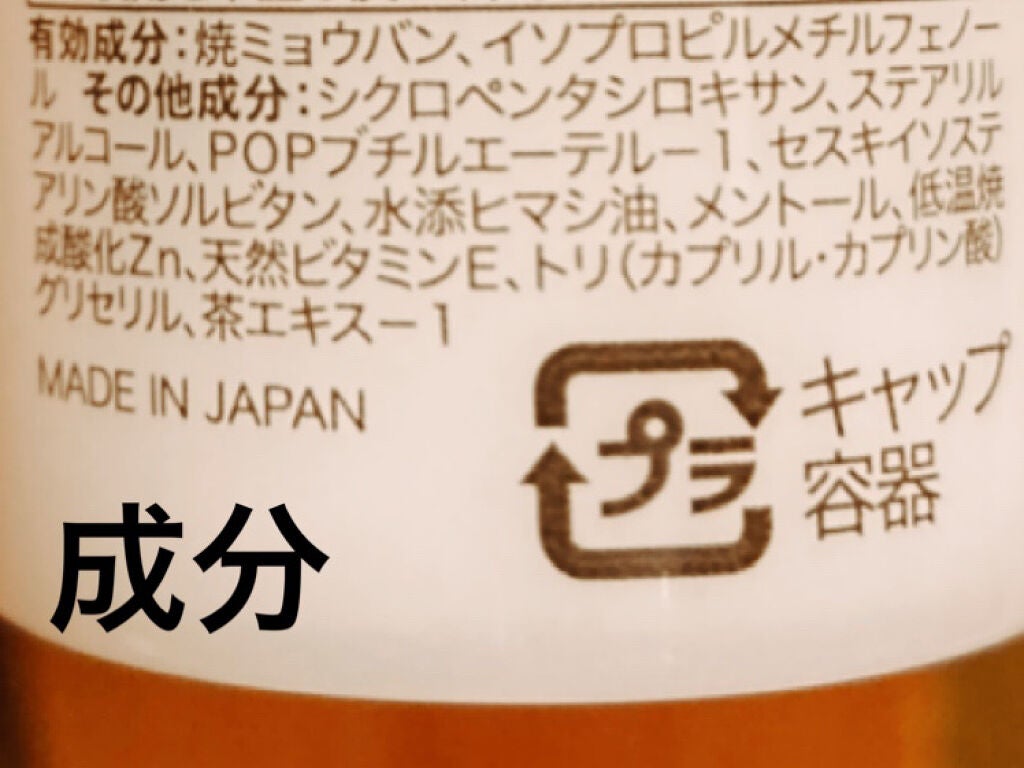 有効成分：焼ミョウバン、イソプロピルメチルフェノー
ル その他成分：シクロペンタシロキサン、ステアリル
アルコール、POPブチルエーテル－1、セスキイソステ
アリン酸ソルビタン、水添ヒマシ油、メントール、低温焼
成酸化Zn、天然ビタミンE、トリ（カプリル・カプリン酸）
グリセリル、茶エキス－1
MADE IN JAPAN
プラ
キャップ
容器
成分